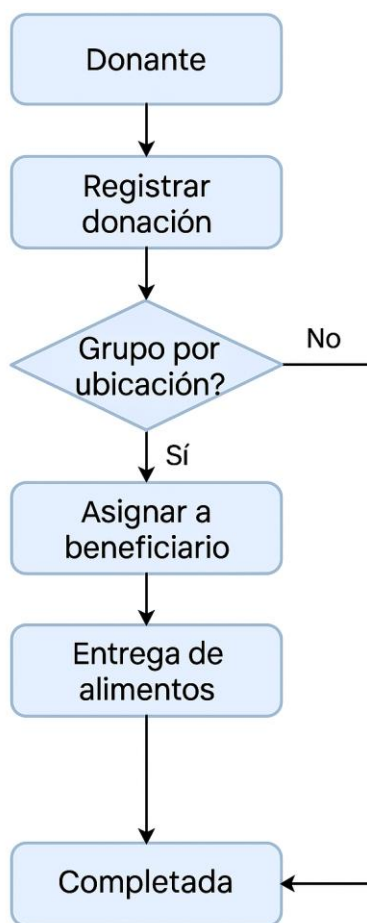 Donante
Registrar
donación
Grupo por
ubicación?
No
Sí
Asignar a
beneficiario
Entrega de
alimentos
Completada